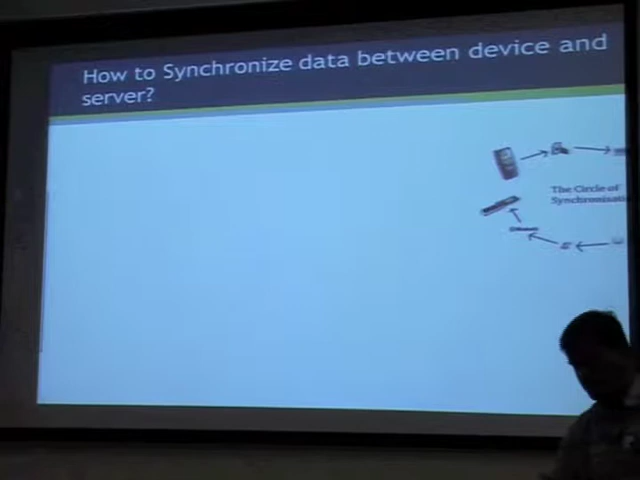 How to Synchronize data between device and
server?
The Circle of